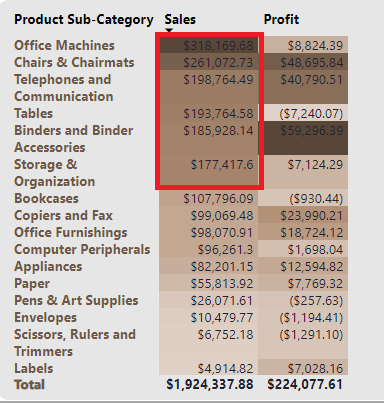 Product Sub-Category Sales Profit
Office Machines $318,169.68 $8,824.39
Chairs & Chairmats $261,072.73 $48,695.84
Telephones and $198,764.49 $40,790.51
Communication
Tables $193,764.58 ($7,240.07)
Binders and Binder $185,928.14 $59,296.39
Accessories
Storage & $177,417.6 $7,124.29
Organization
Bookcases $107,796.09 ($930.44)
Copiers and Fax $99,069.48 $23,990.21
Office Furnishings $98,070.91 $18,724.12
Computer Peripherals $96,261.3 $1,698.04
Appliances $82,201.15 $12,594.82
Paper $55,813.92 $7,769.32
Pens & Art Supplies $26,071.61 ($257.63)
Envelopes $10,479.77 ($1,194.41)
Scissors, Rulers and $6,752.18 ($1,291.10)
Trimmers
Labels $4,914.82 $7,028.16
Total $1,924,337.88 $224,077.61